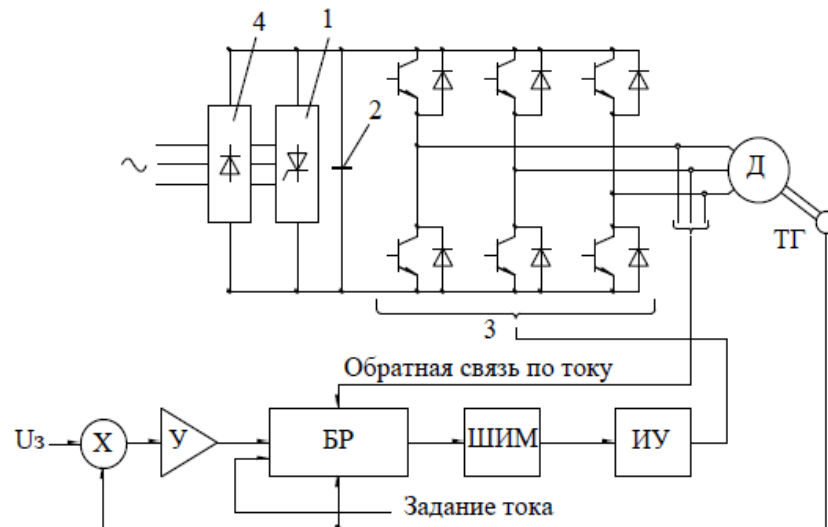 4
1
2
Д
ТГ
3
Обратная связь по току
Uз
X
У
БР
ШИМ
ИУ
Задание тока